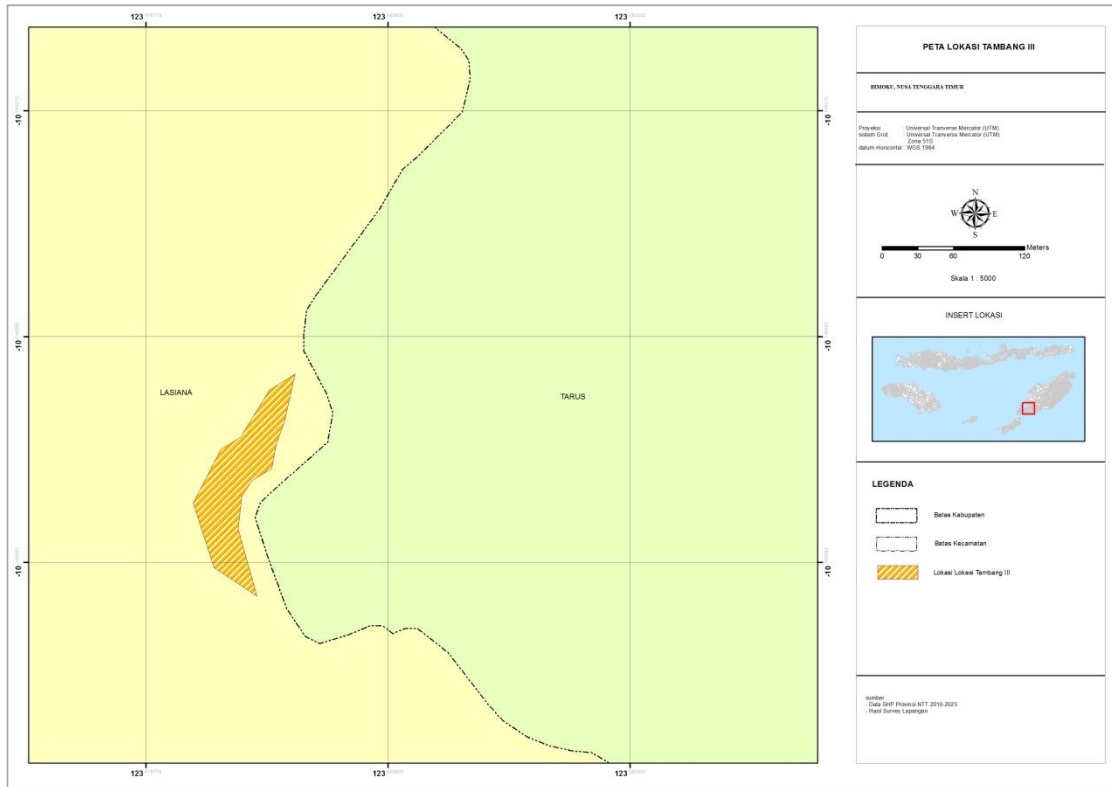 123
123
123
-10
-10
-10
-10
-10
-10
LASIANA
TARUS
123
123
123
PETA LOKASI TAMBANG III
BIMOKU, NUSA TENGGARA TIMUR
Proyeksi : Universal Tranverse Mercator (UTM)
sistem Grid : Universal Tranverse Mercator (UTM)
Zona 51S
datum Horizontal : WGS 1984
N
W E
S
Meters
0 30 60 120
Skala 1 : 5000
INSERT LOKASI
LEGENDA
Batas Kabupaten
Batas Kecamatan
Lokasi Lokasi Tambang III
sumber
- Data SHP Provinsi NTT 2010-2025
- Hasil Survey Lapangan